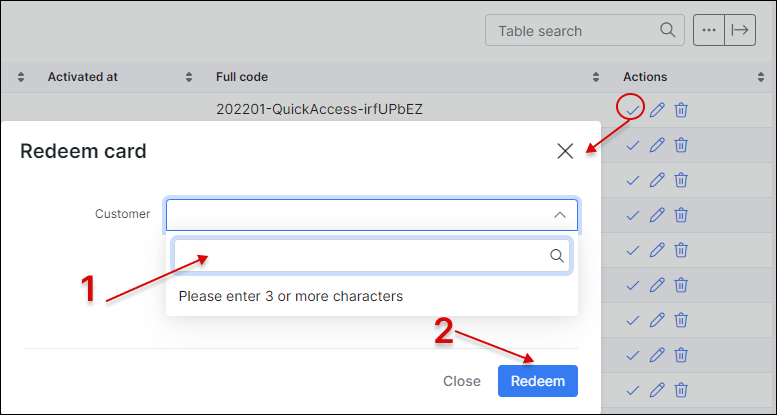 Table search
Activated at Full code Actions
202201-QuickAccess-irfUPbEZ
Redeem card
Customer
1
Please enter 3 or more characters
2
Close Redeem